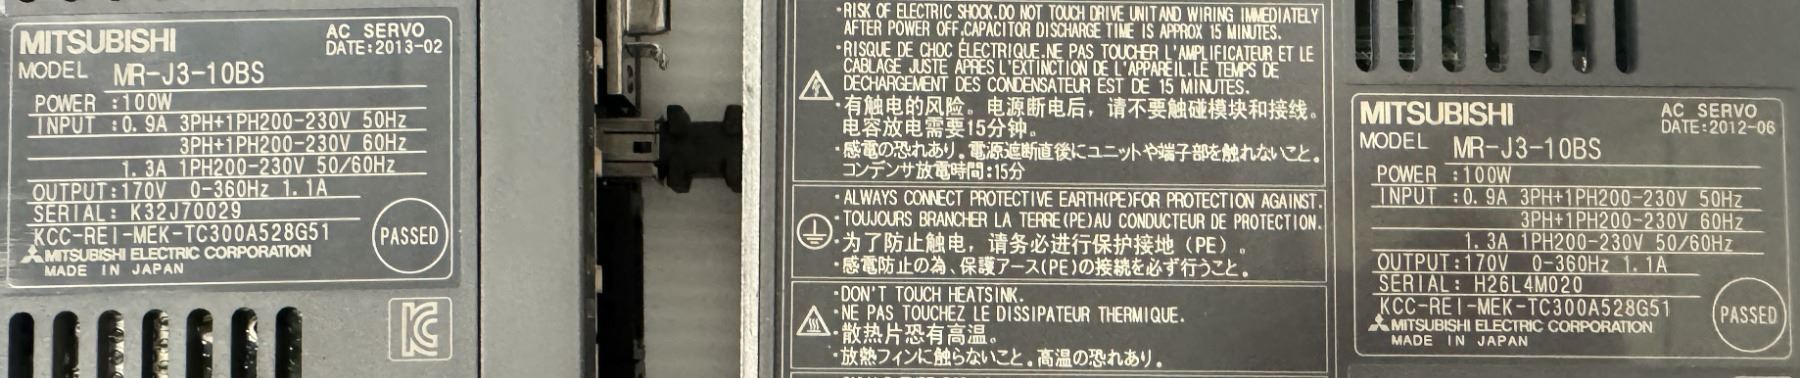 MITSUBISHI
AC SERVO
DATE:2013-02
MODEL MR-J3-10BS
POWER :100W
INPUT :0.9A 3PH+1PH200-230V 50Hz
3PH+1PH200-230V 60Hz
1.3A 1PH200-230V 50/60Hz
OUTPUT:170V 0-360Hz 1.1A
SERIAL: K32J70029
KCC-REI-MEK-TC300A528G51
MITSUBISHI ELECTRIC CORPORATION
MADE IN JAPAN
PASSED
・RISK OF ELECTRIC SHOCK.DO NOT TOUCH DRIVE UNIT AND WIRING IMMEDIATELY
AFTER POWER OFF.CAPACITOR DISCHARGE TIME IS APPROX 15 MINUTES.
・RISQUE DE CHOC ÉLECTRIQUE.NE PAS TOUCHER L'AMPLIFICATEUR ET LE
CABLAGE JUSTE APRES L'EXTINCTION DE L'APPAREIL.LE TEMPS DE
DECHARGEMENT DES CONDENSATEUR EST DE 15 MINUTES.
・有触电的风险。电源断电后，请不要触碰模块和接线。
电容放电需要15分钟。
・感電の恐れあり。電源遮断直後にユニットや端子部を触れないこと。
コンデンサ放電時間:15分
・ALWAYS CONNECT PROTECTIVE EARTH(PE)FOR PROTECTION AGAINST.
・TOUJOURS BRANCHER LA TERRE(PE)AU CONDUCTEUR DE PROTECTION.
・为了防止触电，请务必进行保护接地（PE）。
・感電防止の為、保護アース(PE)の接続を必ず行うこと。
・DON'T TOUCH HEATSINK.
・NE PAS TOUCHEZ LE DISSIPATEUR THERMIQUE.
・散热片恐有高温。
・放熱フィンに触らないこと。高温の恐れあり。
MITSUBISHI
AC SERVO
DATE:2012-06
MODEL MR-J3-10BS
POWER :100W
INPUT :0.9A 3PH+1PH200-230V 50Hz
3PH+1PH200-230V 60Hz
1.3A 1PH200-230V 50/60Hz
OUTPUT:170V 0-360Hz 1.1A
SERIAL: H26L4M020
KCC-REI-MEK-TC300A528G51
MITSUBISHI ELECTRIC CORPORATION
MADE IN JAPAN
PASSED